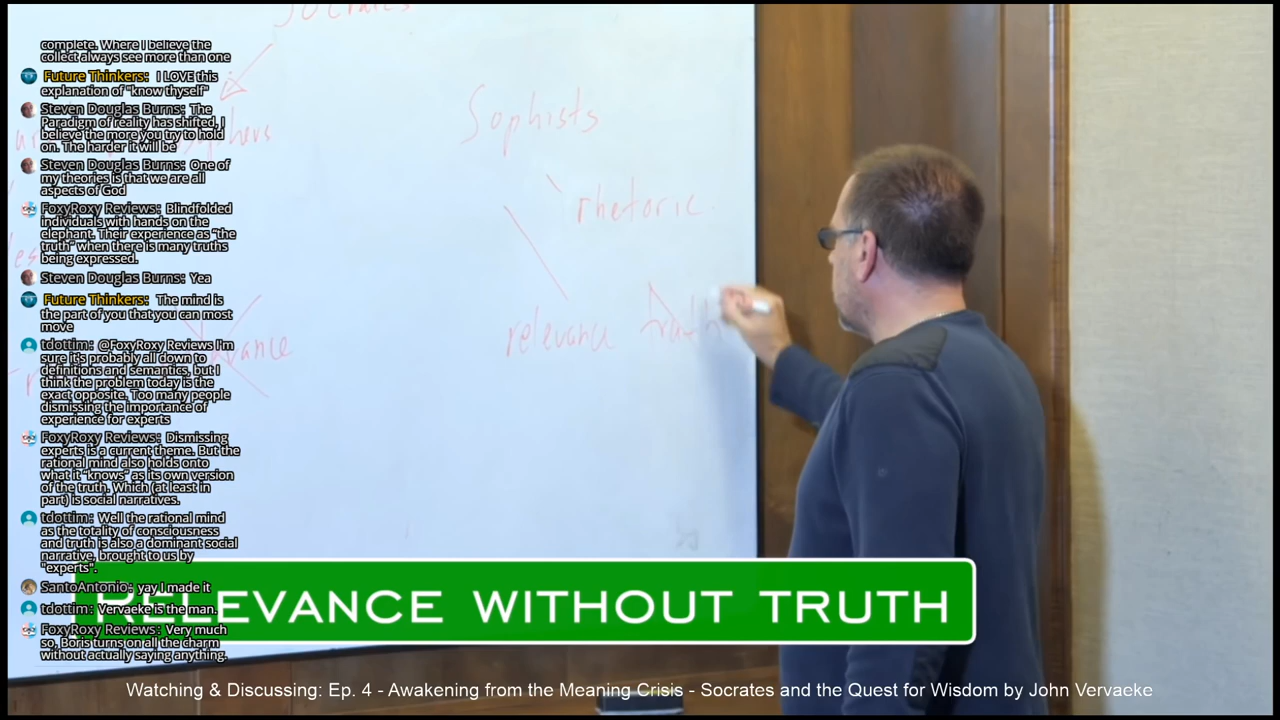 complete. Where I believe the
collect always see more than one
Future Thinkers: I LOVE this
explanation of "know thyself"
Steven Douglas Burns: The
Paradigm of reality has shifted, I
believe the more you try to hold
on. The harder it will be
Steven Douglas Burns: One of
my theories is that we are all
aspects of God
FoxyRoxy Reviews: Blindfolded
individuals with hands on the
elephant. Their experience as "the
truth" when there is many truths
being expressed.
Steven Douglas Burns: Yea
Future Thinkers: The mind is
the part of you that you can most
move
tdottim: @FoxyRoxy Reviews I'm
sure it's probably all down to
definitions and semantics, but I
think the problem today is the
exact opposite. Too many people
dismissing the importance of
experience for experts
FoxyRoxy Reviews: Dismissing
experts is a current theme. But the
rational mind also holds onto
what it "knows" as its own version
of the truth. Which (at least in
part) is social narratives.
tdottim: Well the rational mind
as the totality of consciousness
and truth is also a dominant social
narrative, brought to us by
"experts".
SantoAntonio: yay I made it
tdottim: Vervaeke is the man.
FoxyRoxy Reviews: Very much
so, Boris turns on all the charm
without actually saying anything.
Socrates
Sophists
rhetoric
relevance truth
RELEVANCE WITHOUT TRUTH
Watching & Discussing: Ep. 4 - Awakening from the Meaning Crisis - Socrates and the Quest for Wisdom by John Vervaeke